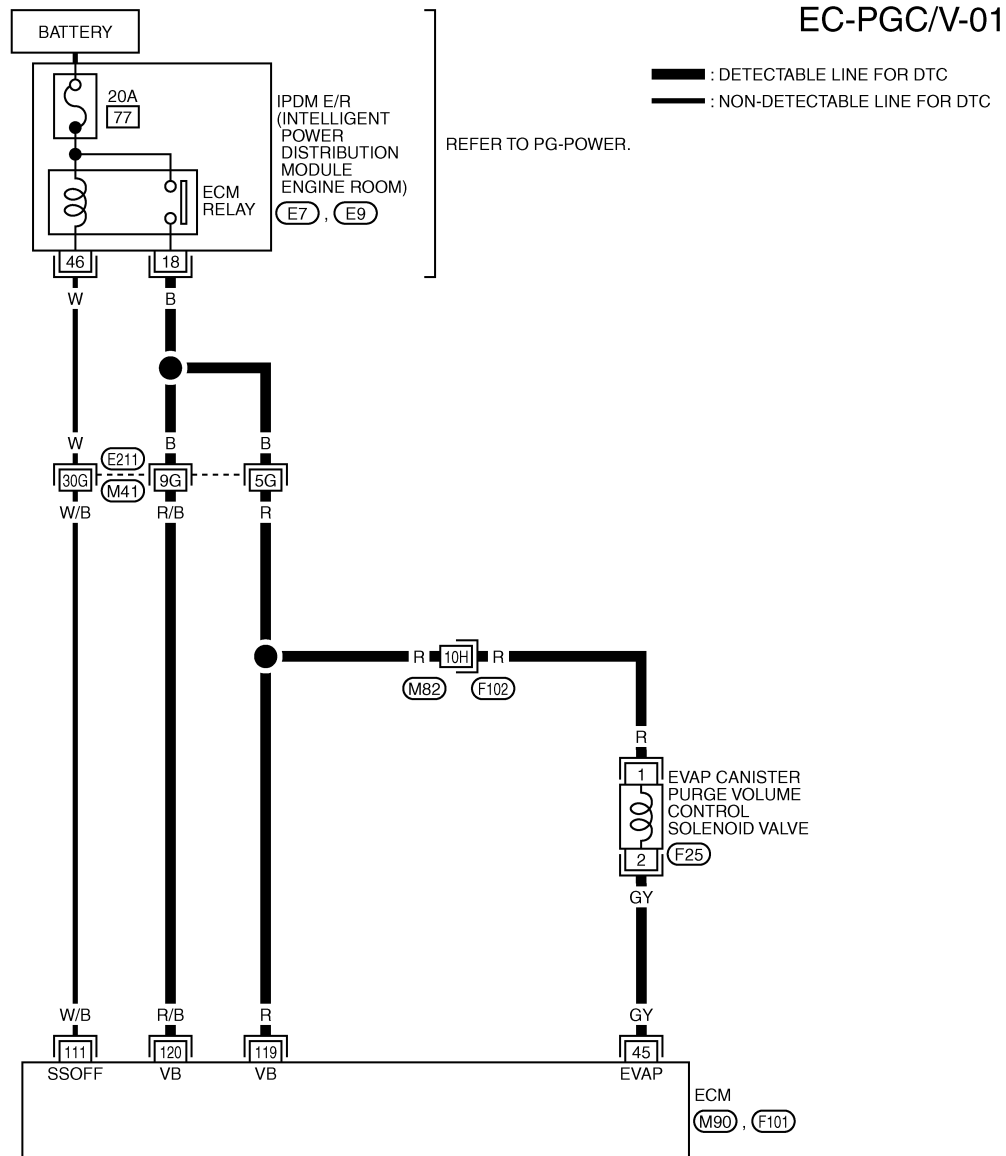 EC-PGC/V-01
BATTERY
: DETECTABLE LINE FOR DTC
: NON-DETECTABLE LINE FOR DTC
20A
77
IPDM E/R
(INTELLIGENT
POWER
DISTRIBUTION
MODULE
ENGINE ROOM)
E7 , E9
REFER TO PG-POWER.
ECM
RELAY
46 18
W B
W B B
E211
30G 9G 5G
M41
W/B R/B R
R 10H R
M82 F102
R
1
EVAP CANISTER
PURGE VOLUME
CONTROL
SOLENOID VALVE
2
F25
GY
W/B R/B R GY
111 120 119 45
SSOFF VB VB EVAP
ECM
M90 , F101